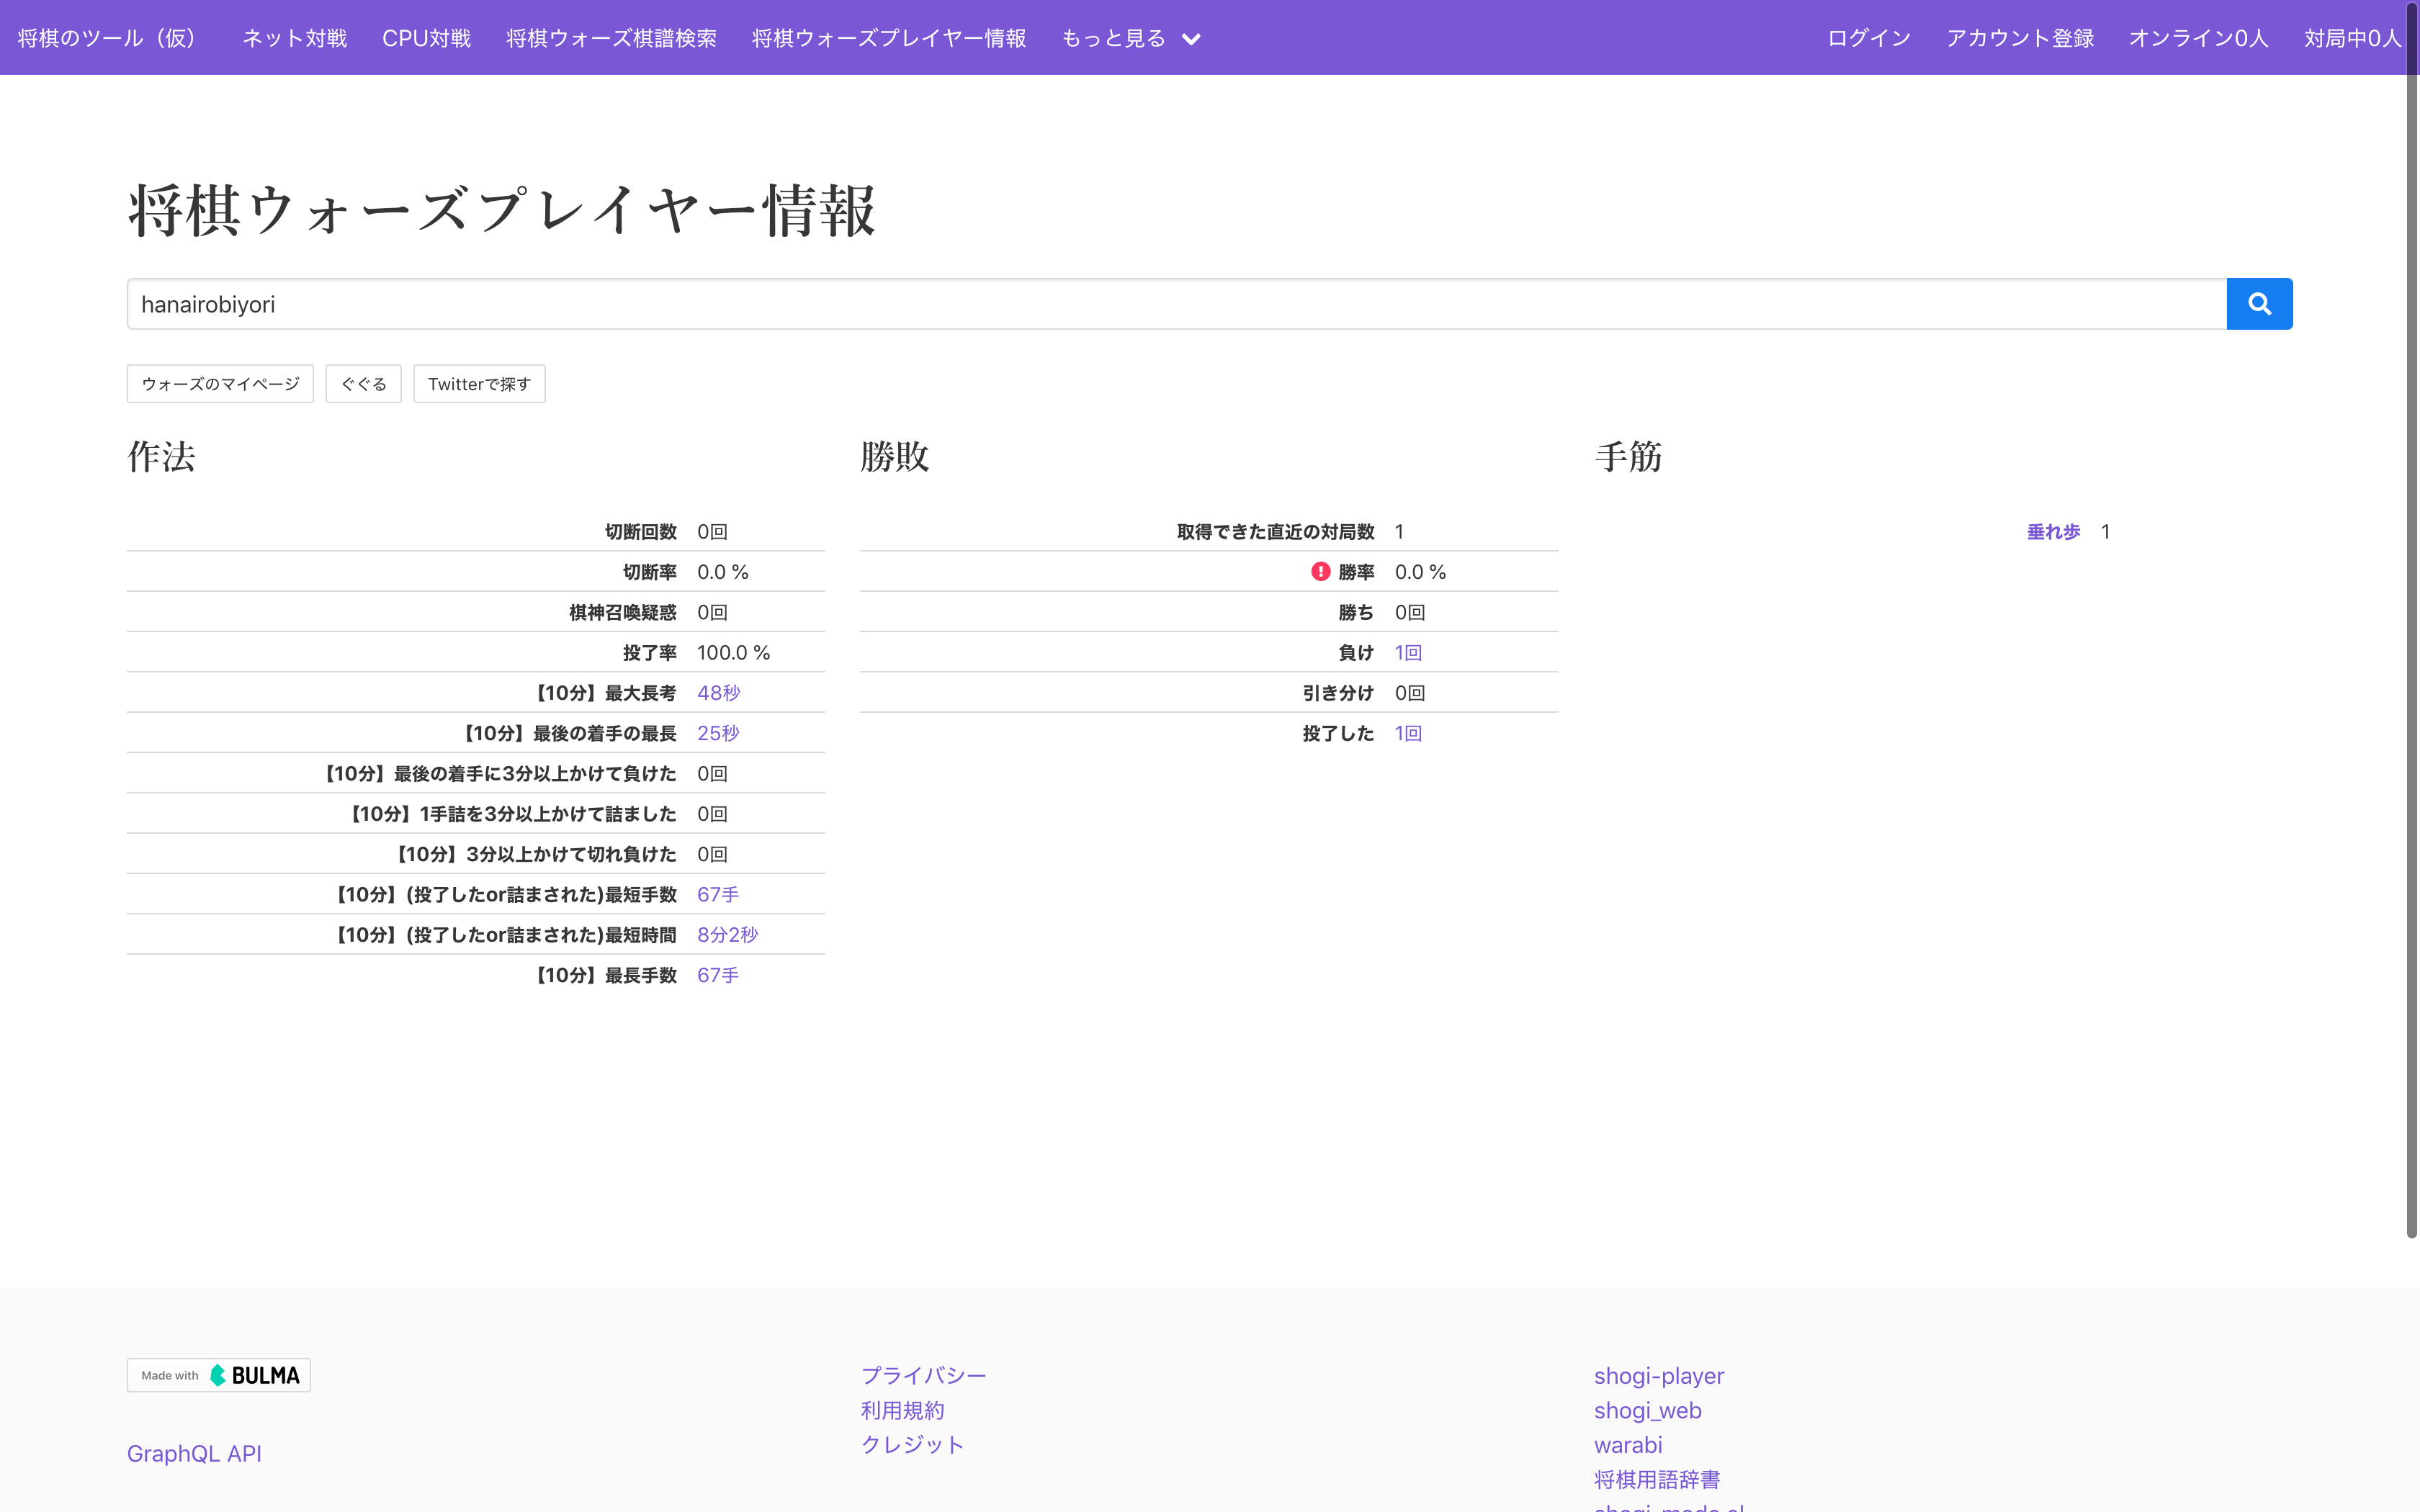 将棋のツール（仮） ネット対戦 CPU対戦 将棋ウォーズ棋譜検索 将棋ウォーズプレイヤー情報 もっと見る ログイン アカウント登録 オンライン0人 対局中0人
将棋ウォーズプレイヤー情報
hanairobiyori
ウォーズのマイページ ぐぐる Twitterで探す
作法
切断回数 0回
切断率 0.0 %
棋神召喚疑惑 0回
投了率 100.0 %
【10分】最大長考 48秒
【10分】最後の着手の最長 25秒
【10分】最後の着手に3分以上かけて負けた 0回
【10分】1手詰を3分以上かけて詰ました 0回
【10分】3分以上かけて切れ負けた 0回
【10分】(投了したor詰まされた)最短手数 67手
【10分】(投了したor詰まされた)最短時間 8分2秒
【10分】最長手数 67手
勝敗
取得できた直近の対局数 1
勝率 0.0 %
勝ち 0回
負け 1回
引き分け 0回
投了した 1回
手筋
垂れ歩 1
Made with BULMA
GraphQL API
プライバシー
利用規約
クレジット
shogi-player
shogi_web
warabi
将棋用語辞書